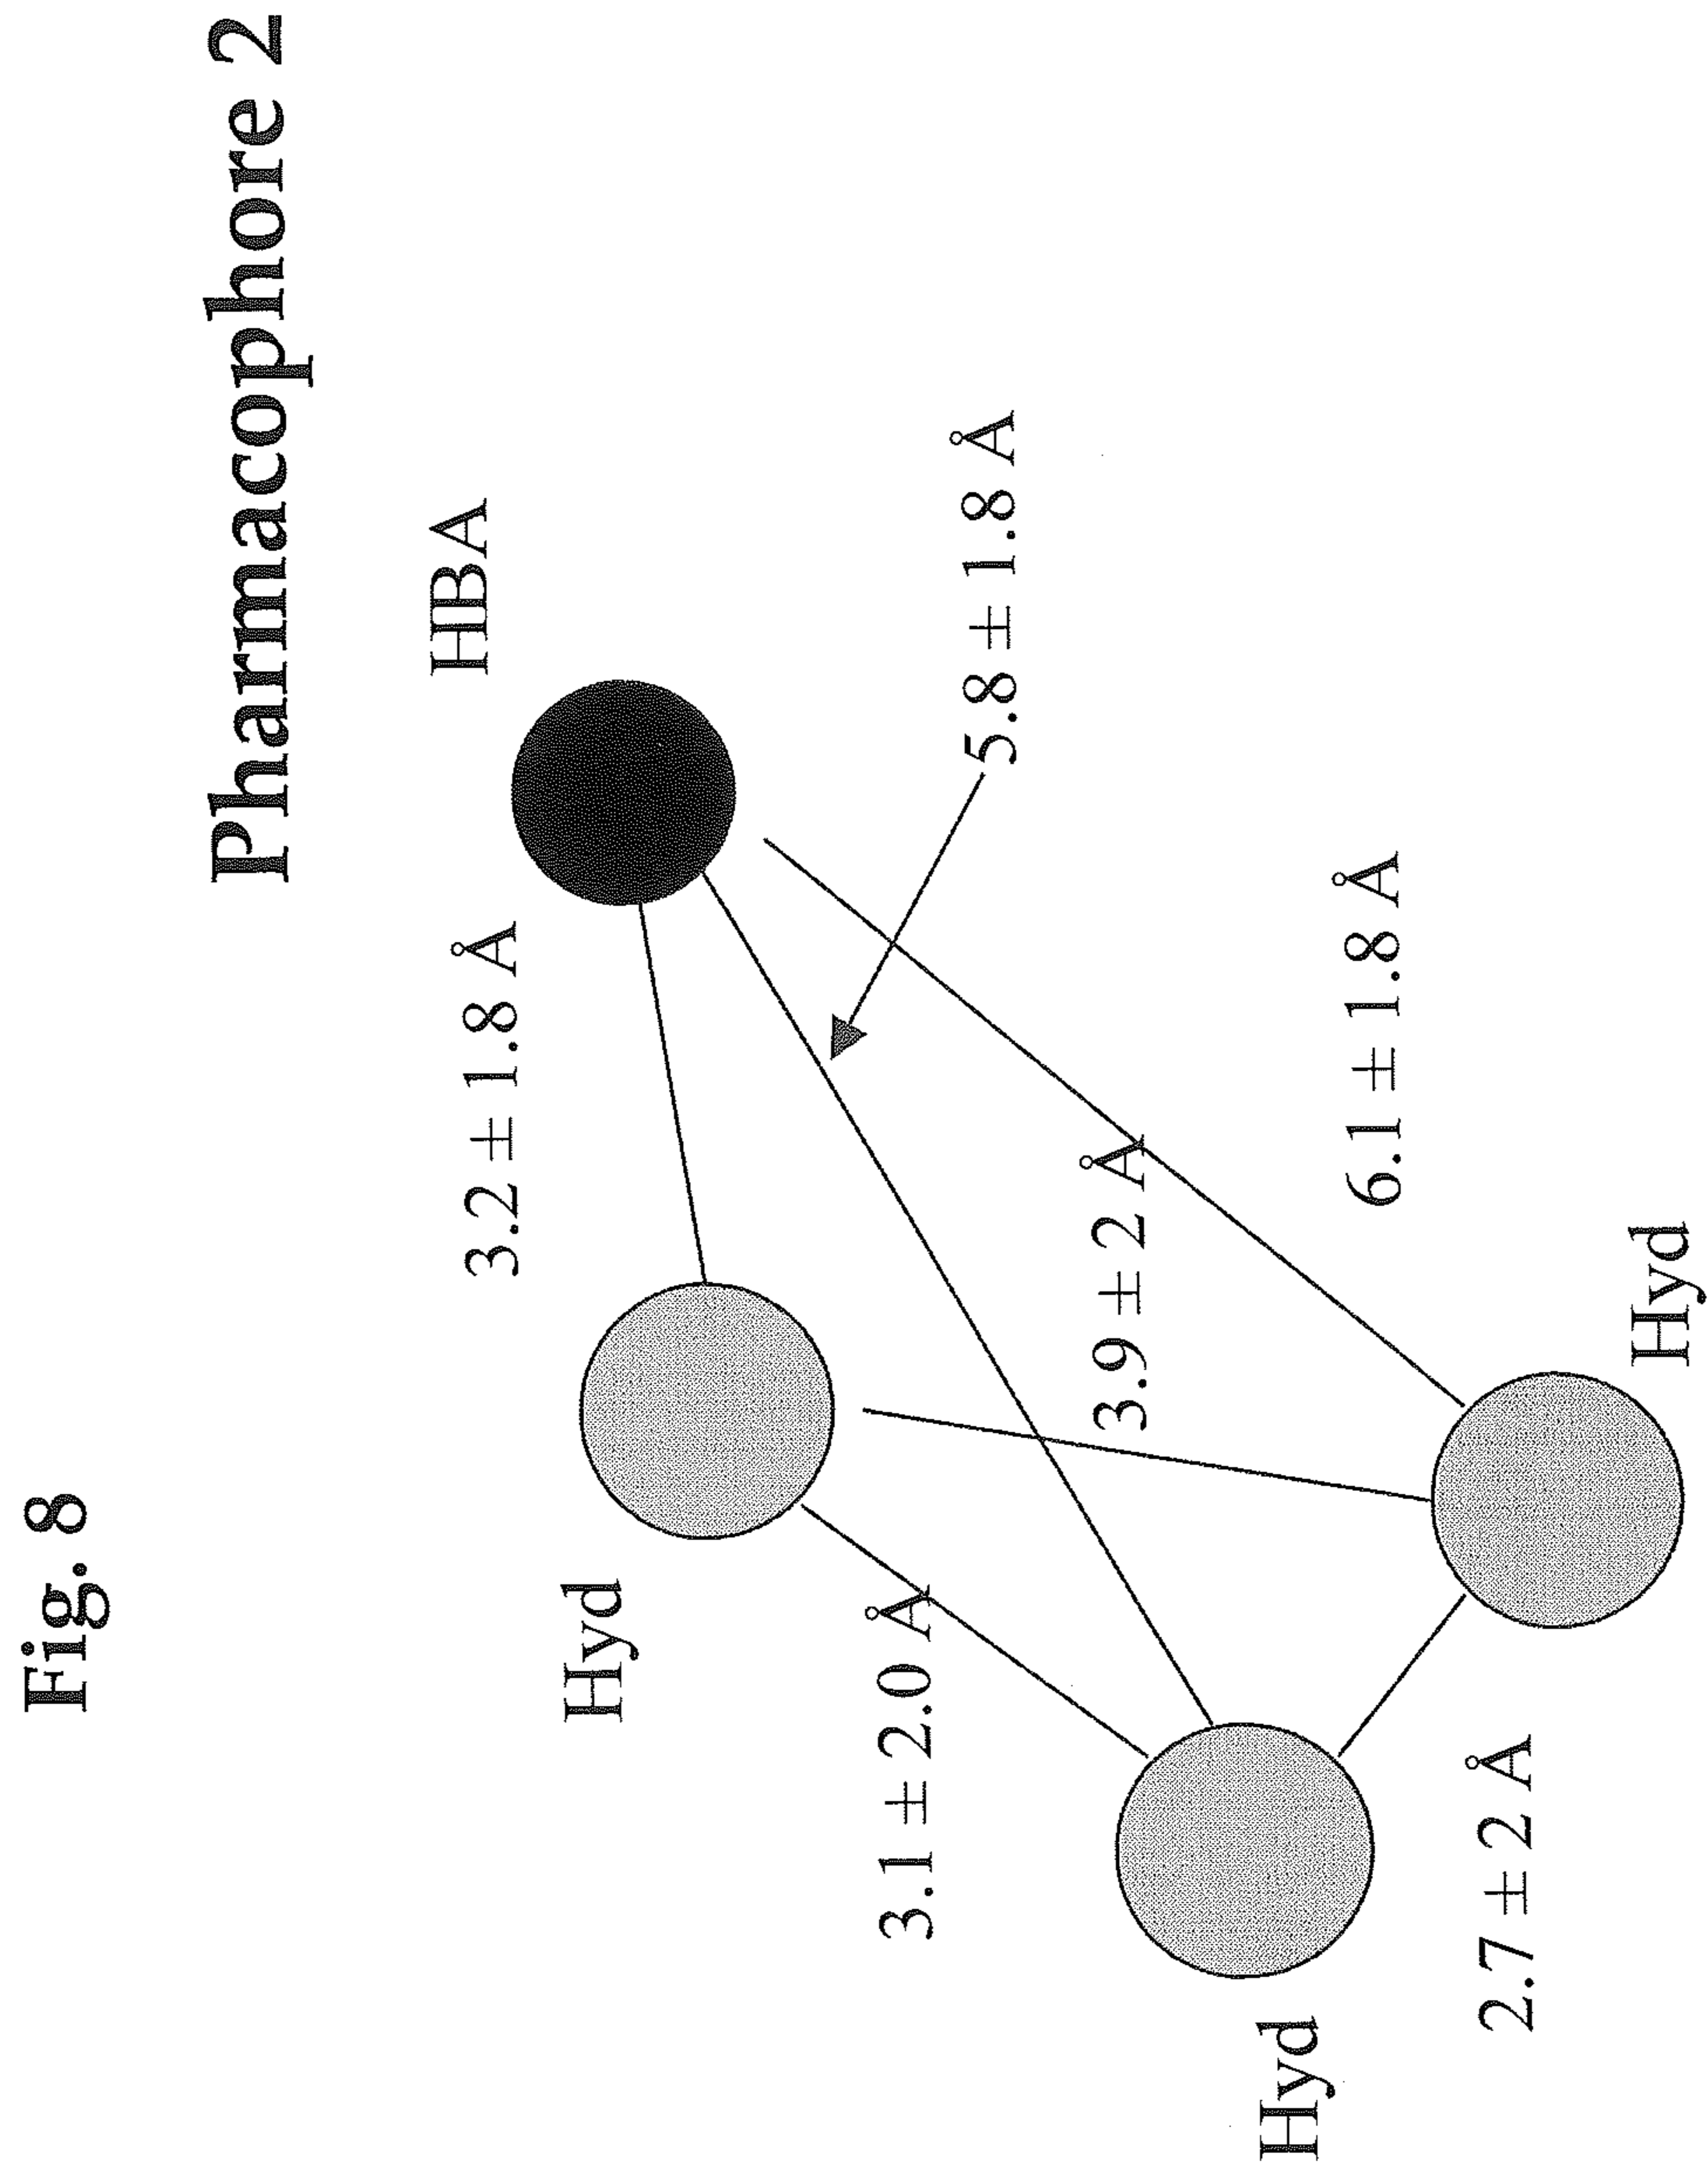 Fig. 8
Pharmacophore 2
HBA
3.2 ± 1.8 Å
Hyd
5.8 ± 1.8 Å
3.1 ± 2.0 Å
3.9 ± 2 Å
6.1 ± 1.8 Å
Hyd
2.7 ± 2 Å
Hyd